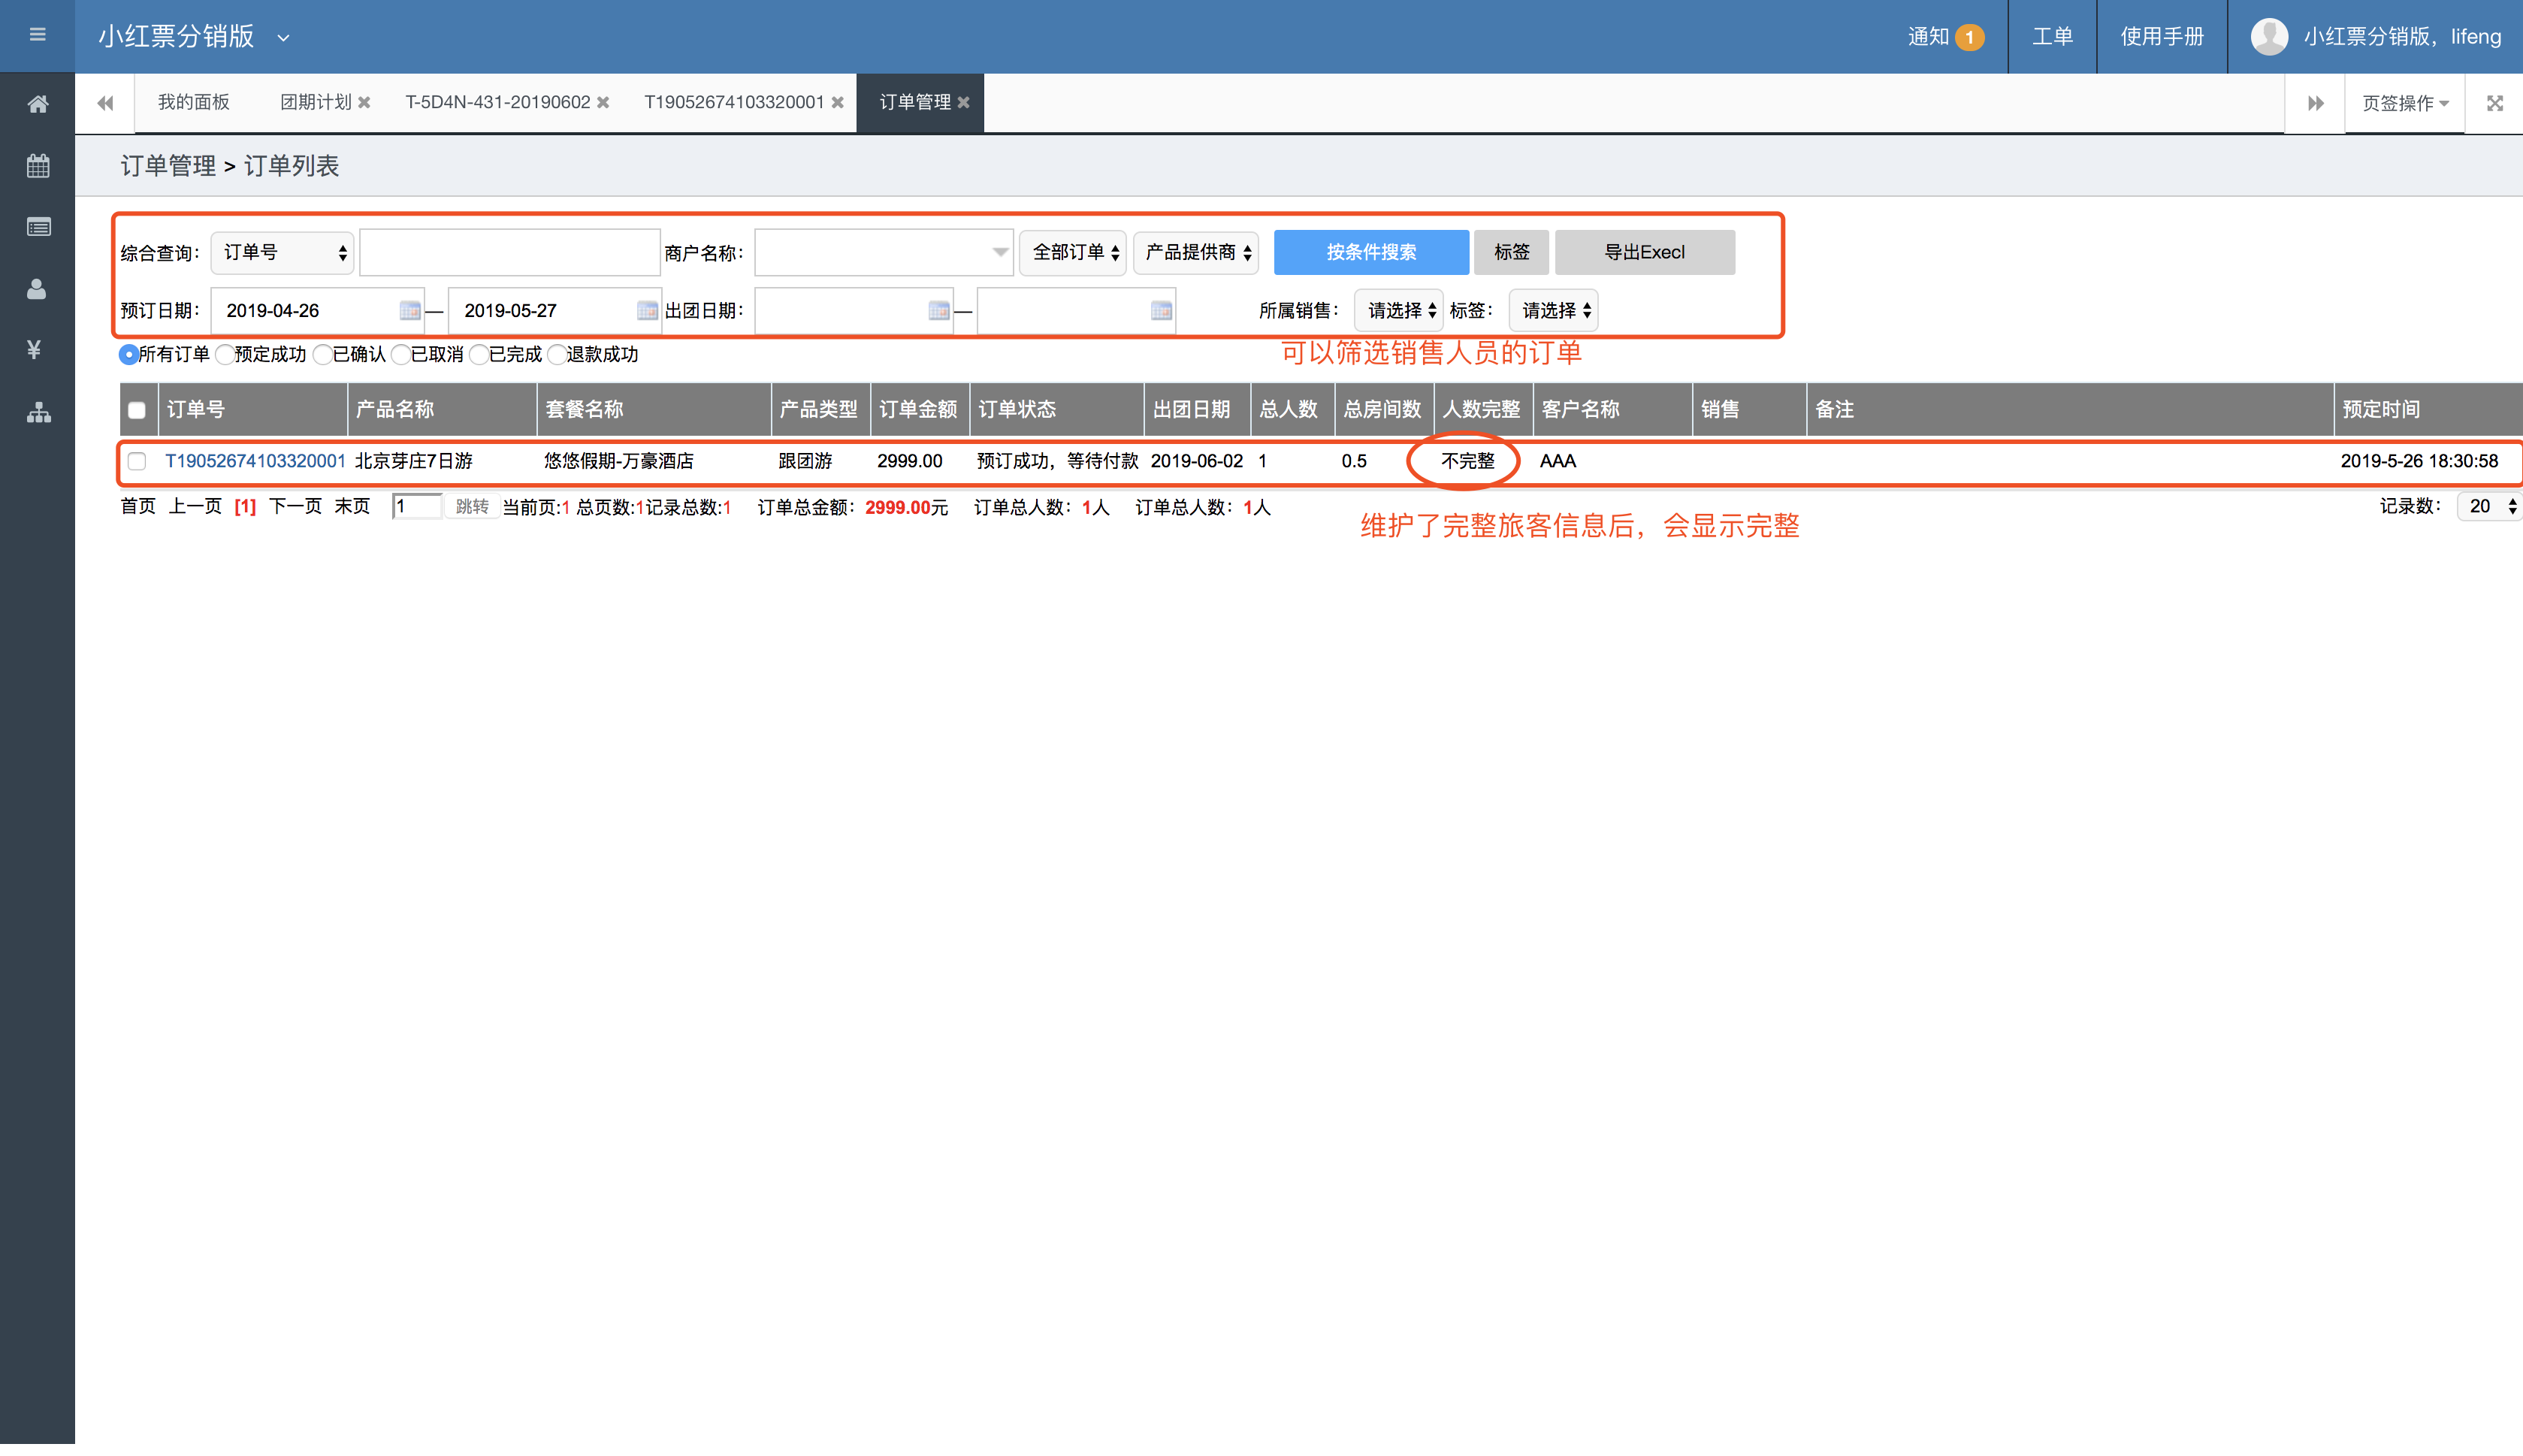 小红票分销版
通知 1 工单 使用手册 小红票分销版，lifeng
我的面板 团期计划 T-5D4N-431-20190602 T19052674103320001 订单管理 页签操作
订单管理 > 订单列表
综合查询： 订单号 商户名称： 全部订单 产品提供商 按条件搜索 标签 导出Execl
预订日期： 2019-04-26 — 2019-05-27 出团日期： — 所属销售： 请选择 标签： 请选择
所有订单 预定成功 已确认 已取消 已完成 退款成功
可以筛选销售人员的订单
订单号 产品名称 套餐名称 产品类型 订单金额 订单状态 出团日期 总人数 总房间数 人数完整 客户名称 销售 备注 预定时间
T19052674103320001 北京芽庄7日游 悠悠假期-万豪酒店 跟团游 2999.00 预订成功，等待付款 2019-06-02 1 0.5 不完整 AAA 2019-5-26 18:30:58
首页 上一页 [1] 下一页 末页 1 跳转 当前页:1 总页数:1记录总数:1 订单总金额：2999.00元 订单总人数：1人 订单总人数：1人 记录数： 20
维护了完整旅客信息后，会显示完整